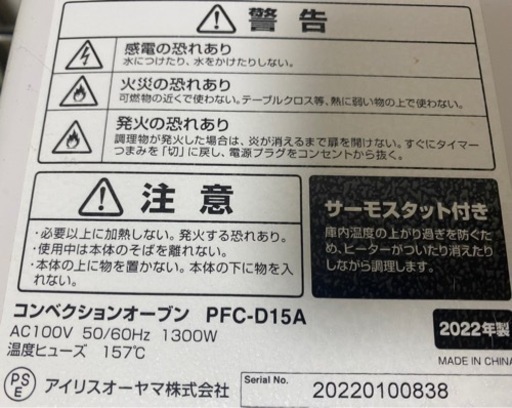 警告
感電の恐れあり
水につけたり、水をかけたりしない。
火災の恐れあり
可燃物の近くで使わない。テーブルクロス等、熱に弱い物の上で使わない。
発火の恐れあり
調理物が発火した場合は、炎が消えるまで扉を開けない。すぐにタイマー
つまみを「切」に戻し、電源プラグをコンセントから抜く。
注意
・必要以上に加熱しない。発火する恐れあり。
・使用中は本体のそばを離れない。
・本体の上に物を置かない。本体の下に物を入
れない。
サーモスタット付き
庫内温度の上がり過ぎを防ぐた
め、ヒーターがついたり消えたり
しながら調理します。
コンベクションオーブン PFC-D15A
AC100V 50/60Hz 1300W
温度ヒューズ 157℃
2022年製
MADE IN CHINA
PSE アイリスオーヤマ株式会社
Serial No. 20220100838